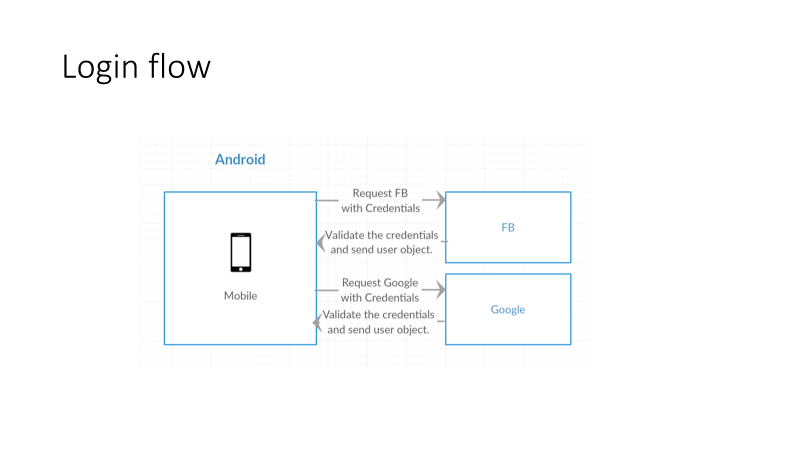 Login flow
Android
Request FB
with Credentials
Validate the credentials
and send user object.
FB
Mobile
Request Google
with Credentials
Validate the credentials
and send user object.
Google